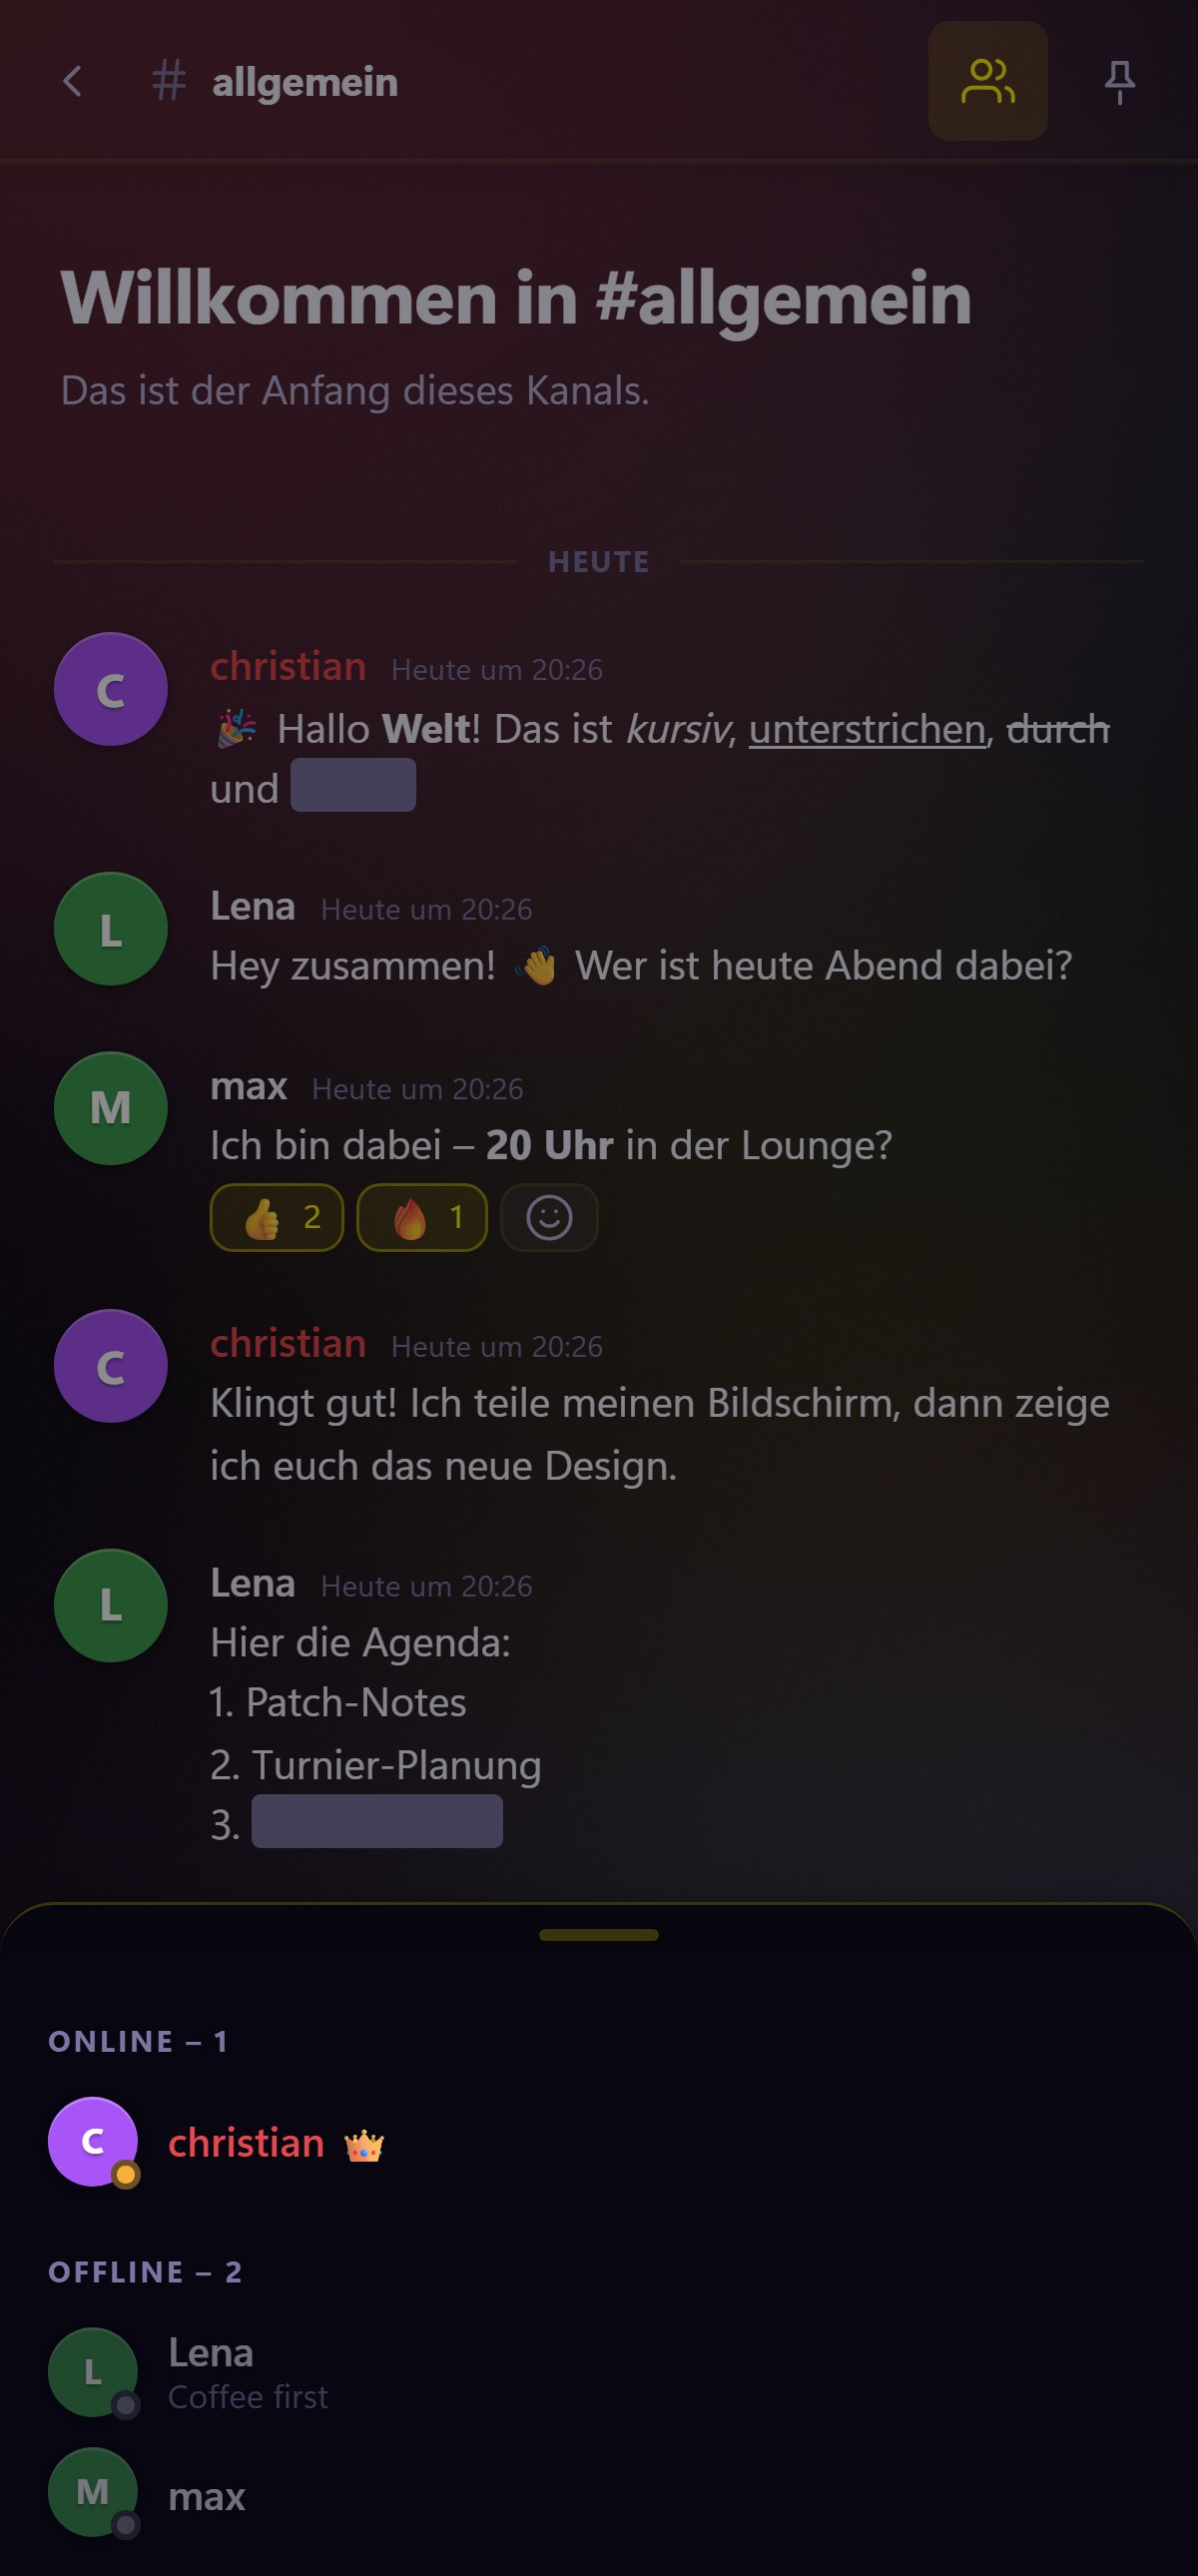 # allgemein
Willkommen in #allgemein
Das ist der Anfang dieses Kanals.
HEUTE
C
christian Heute um 20:26
🎉 Hallo Welt! Das ist kursiv, unterstrichen, durch
und
L
Lena Heute um 20:26
Hey zusammen! 👋 Wer ist heute Abend dabei?
M
max Heute um 20:26
Ich bin dabei – 20 Uhr in der Lounge?
👍 2 🔥 1
C
christian Heute um 20:26
Klingt gut! Ich teile meinen Bildschirm, dann zeige
ich euch das neue Design.
L
Lena Heute um 20:26
Hier die Agenda:
1. Patch-Notes
2. Turnier-Planung
3.
ONLINE – 1
C
christian 👑
OFFLINE – 2
L
Lena
Coffee first
M
max